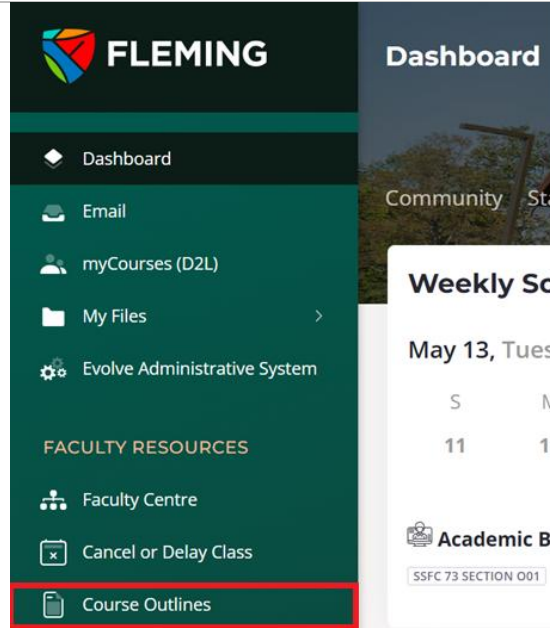 FLEMING
Dashboard
Email
myCourses (D2L)
My Files
Evolve Administrative System
FACULTY RESOURCES
Faculty Centre
Cancel or Delay Class
Course Outlines
Dashboard
Community
Weekly
May 13,
S
11
Academic
SSFC 73 SECTION O01